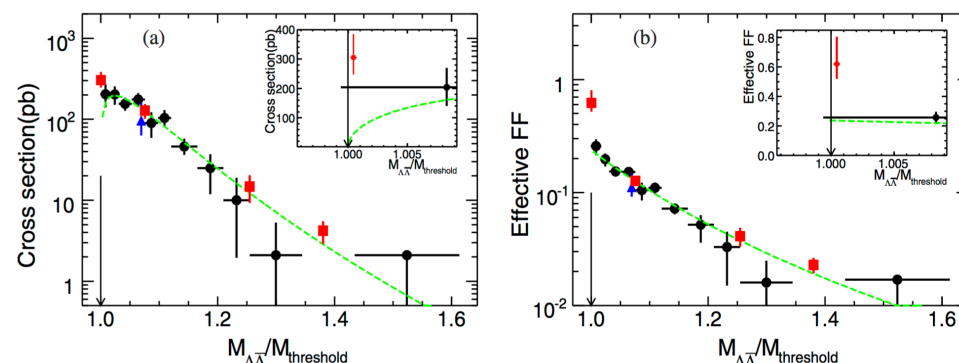 (a)
Cross section(pb)
10³
10²
10
1
1.0 1.2 1.4 1.6
M_ΛΛ̅/M_threshold
Cross section(pb)
400
300
200
100
1.000 1.005
M_ΛΛ̅/M_threshold
(b)
Effective FF
1
10⁻¹
10⁻²
1.0 1.2 1.4 1.6
M_ΛΛ̅/M_threshold
Effective FF
0.8
0.6
0.4
0.2
0.0
1.000 1.005
M_ΛΛ̅/M_threshold